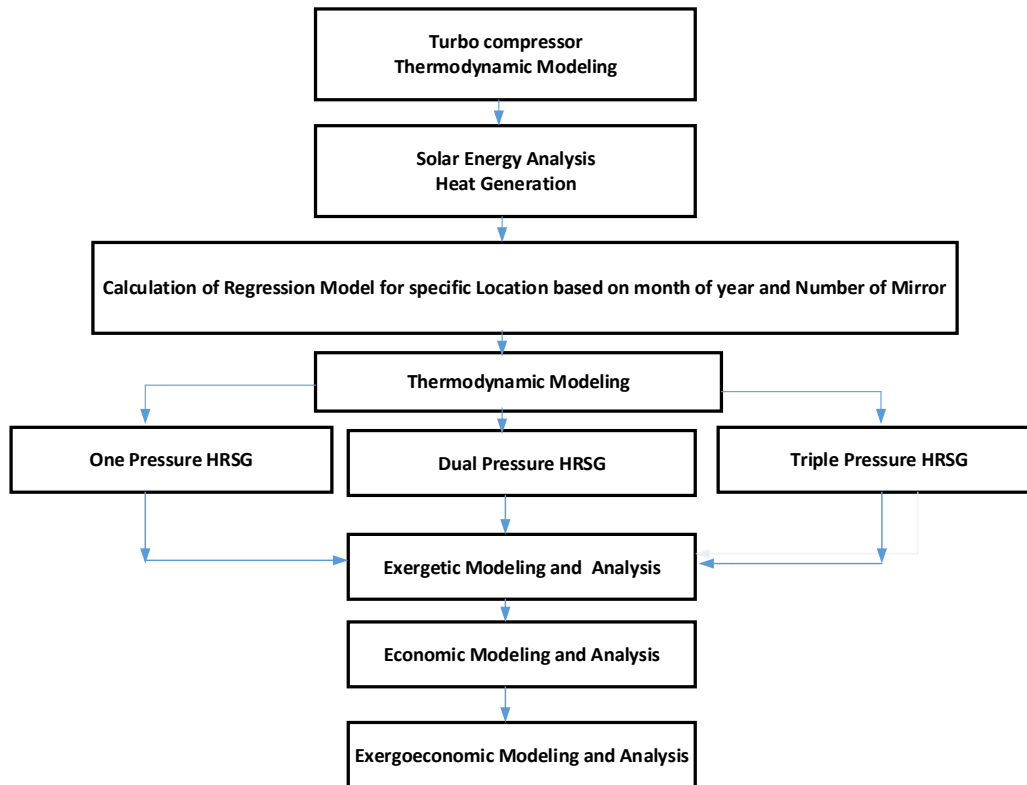 Turbo compressor
Thermodynamic Modeling
Solar Energy Analysis
Heat Generation
Calculation of Regression Model for specific Location based on month of year and Number of Mirror
Thermodynamic Modeling
One Pressure HRSG
Dual Pressure HRSG
Triple Pressure HRSG
Exergetic Modeling and Analysis
Economic Modeling and Analysis
Exergoeconomic Modeling and Analysis